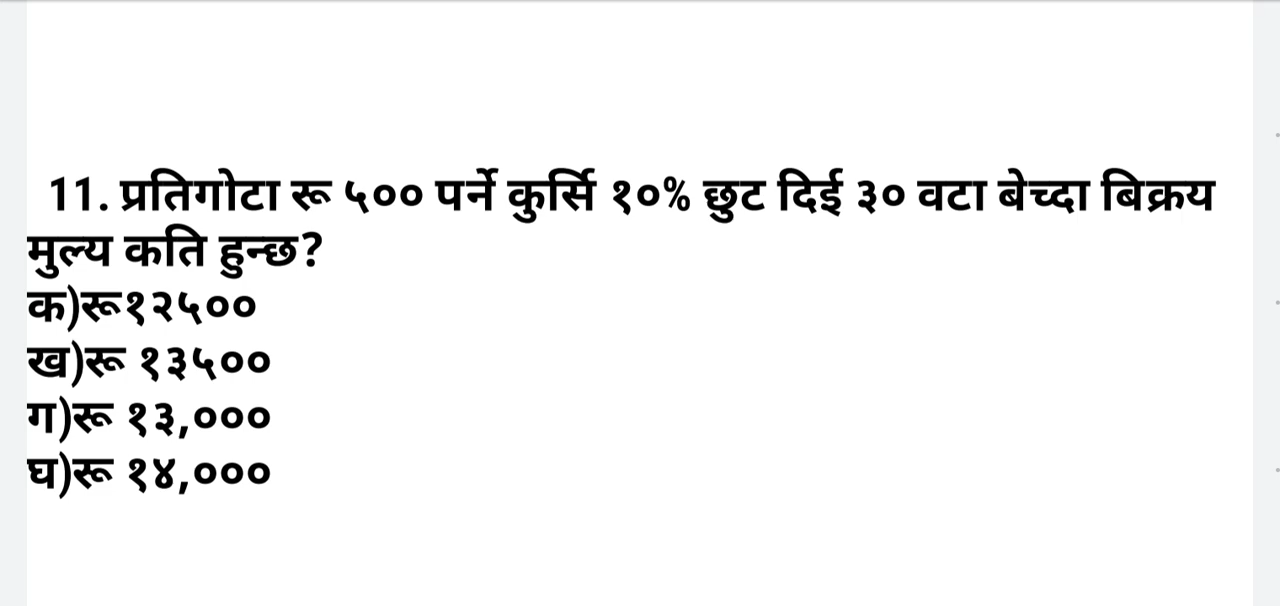 11. प्रतिगोटा रू ५०० पर्ने कुर्सि १०% छुट दिई ३० वटा बेच्दा बिक्रय
मुल्य कति हुन्छ?
क)रू१२५००
ख)रू १३५००
ग)रू १३,०००
घ)रू १४,०००